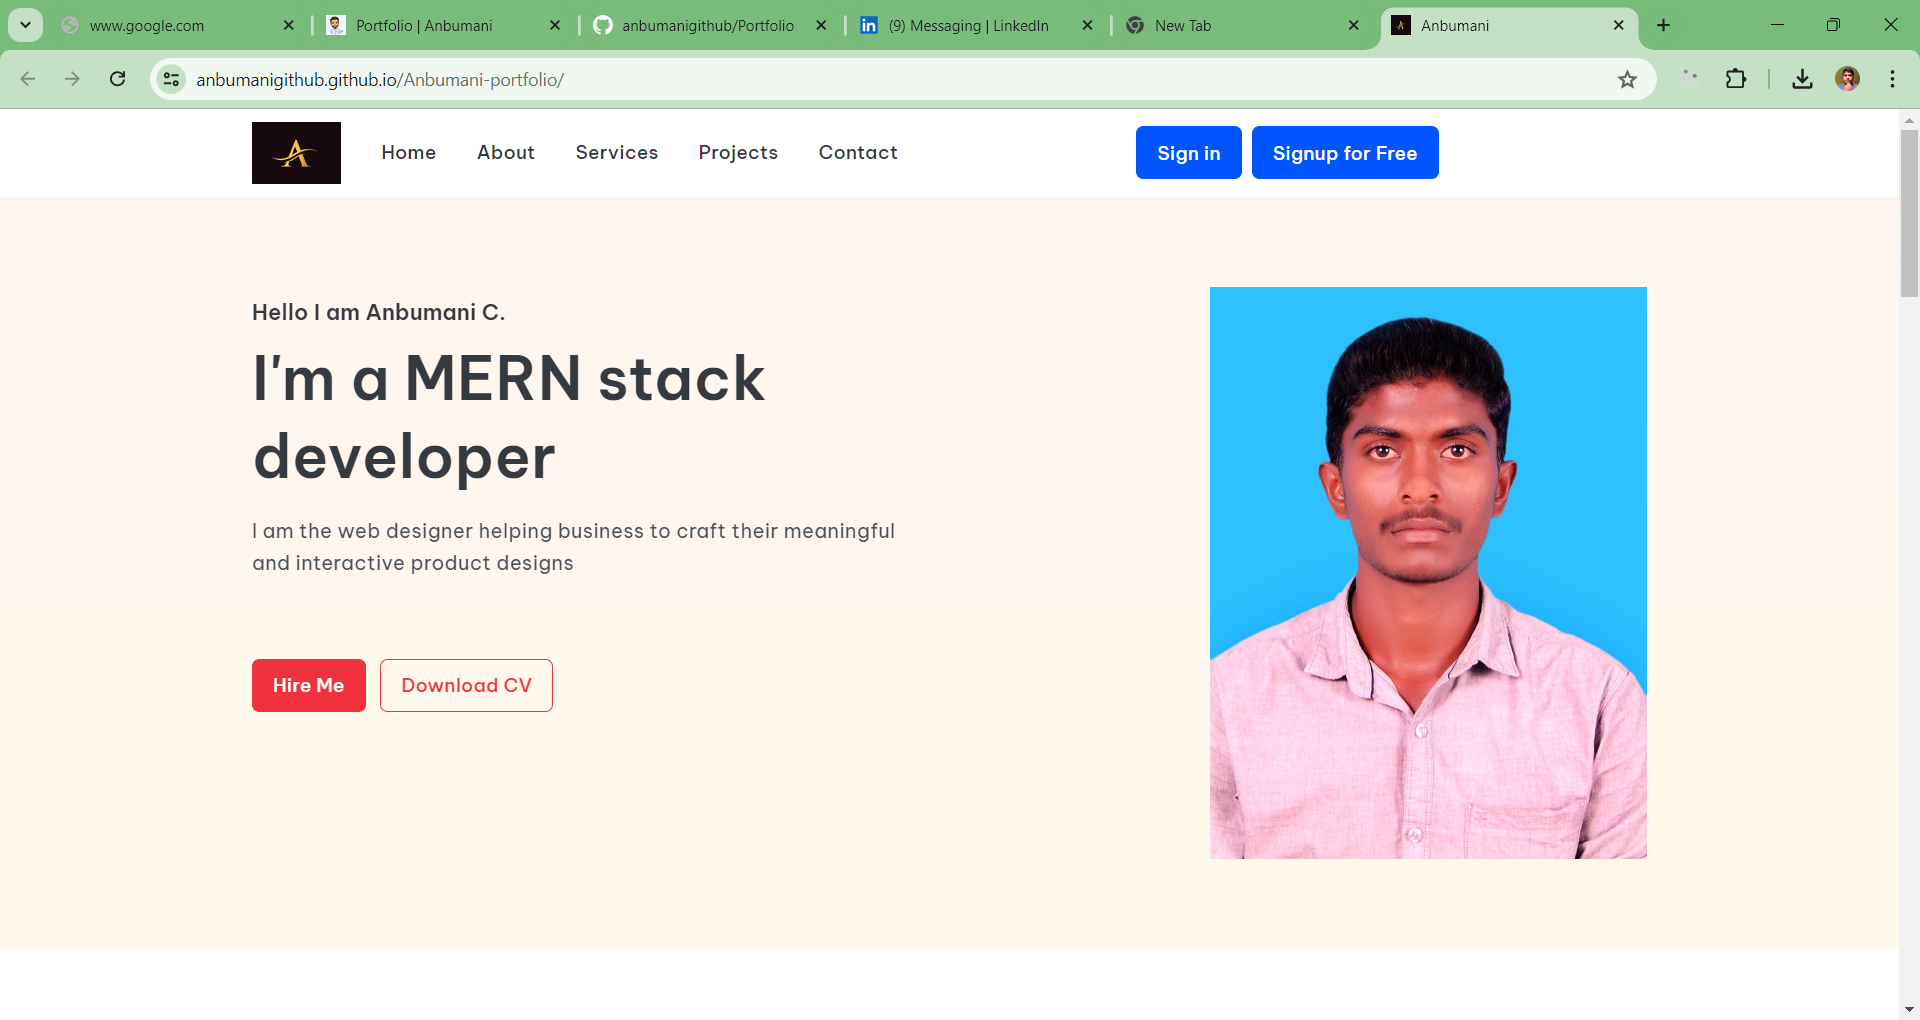 www.google.com
Portfolio | Anbumani
anbumanigithub/Portfolio
(9) Messaging | LinkedIn
New Tab
Anbumani
anbumanigithub.github.io/Anbumani-portfolio/
A
Home
About
Services
Projects
Contact
Sign in
Signup for Free
Hello I am Anbumani C.
I'm a MERN stack
developer
I am the web designer helping business to craft their meaningful
and interactive product designs
Hire Me
Download CV